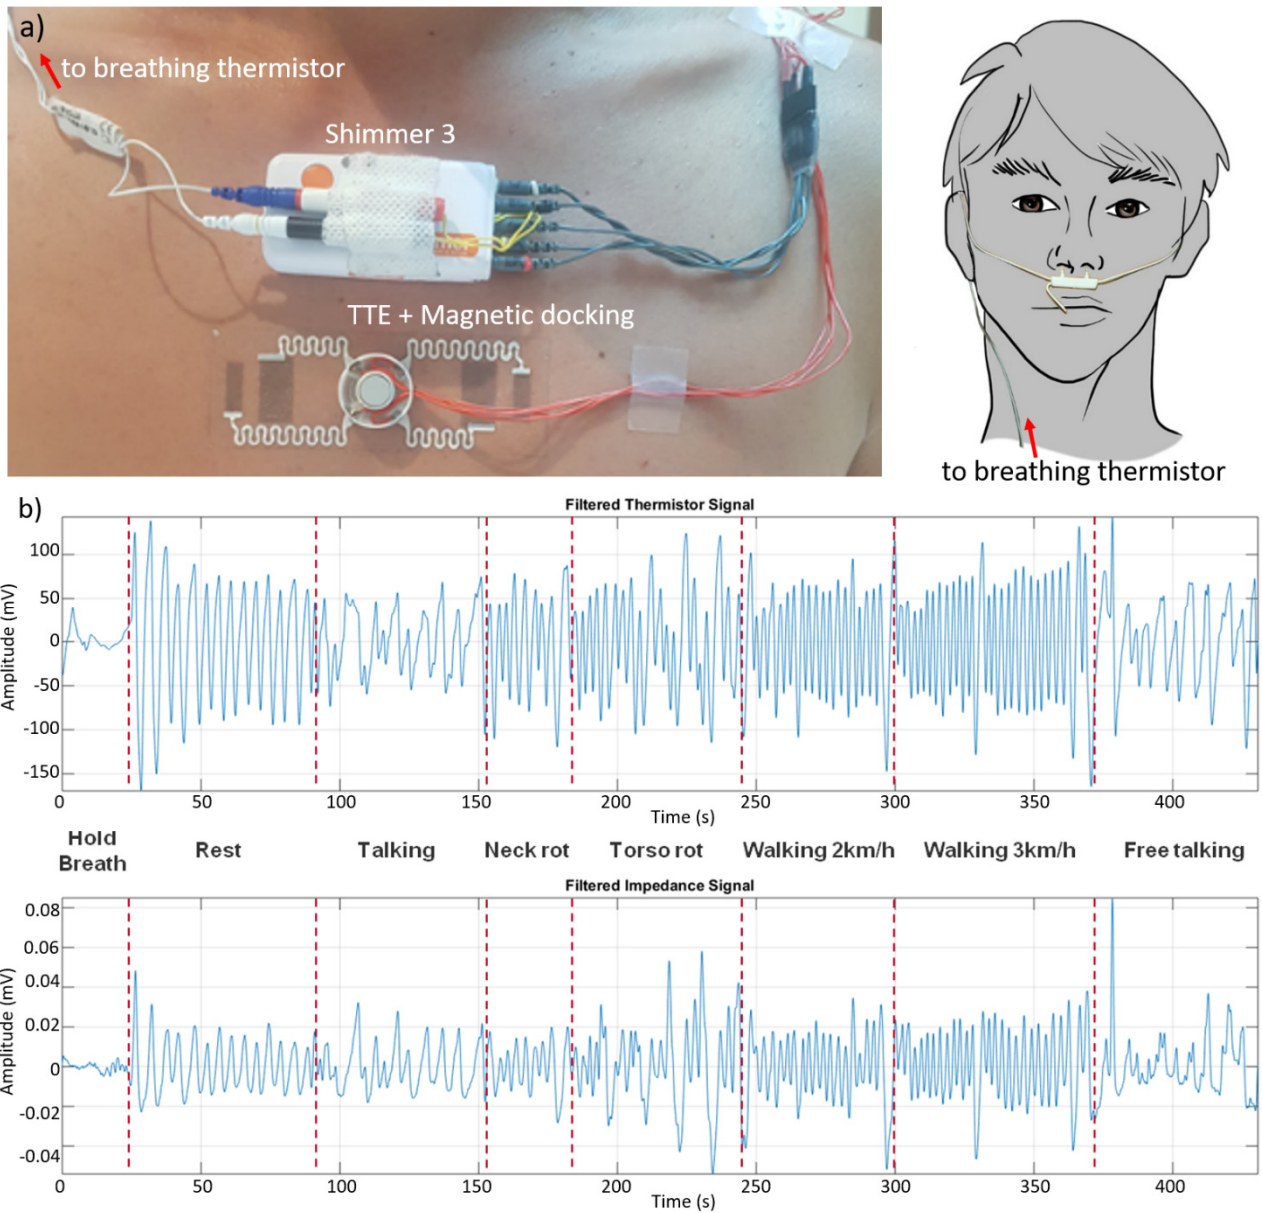 a)
to breathing thermistor
Shimmer 3
TTE + Magnetic docking
to breathing thermistor
b)
Filtered Thermistor Signal
Amplitude (mV)
100
50
0
-50
-100
-150
0 50 100 150 200 250 300 350 400
Time (s)
Hold Breath
Rest
Talking
Neck rot
Torso rot
Walking 2km/h
Walking 3km/h
Free talking
Filtered Impedance Signal
Amplitude (mV)
0.08
0.06
0.04
0.02
0
-0.02
-0.04
0 50 100 150 200 250 300 350 400
Time (s)